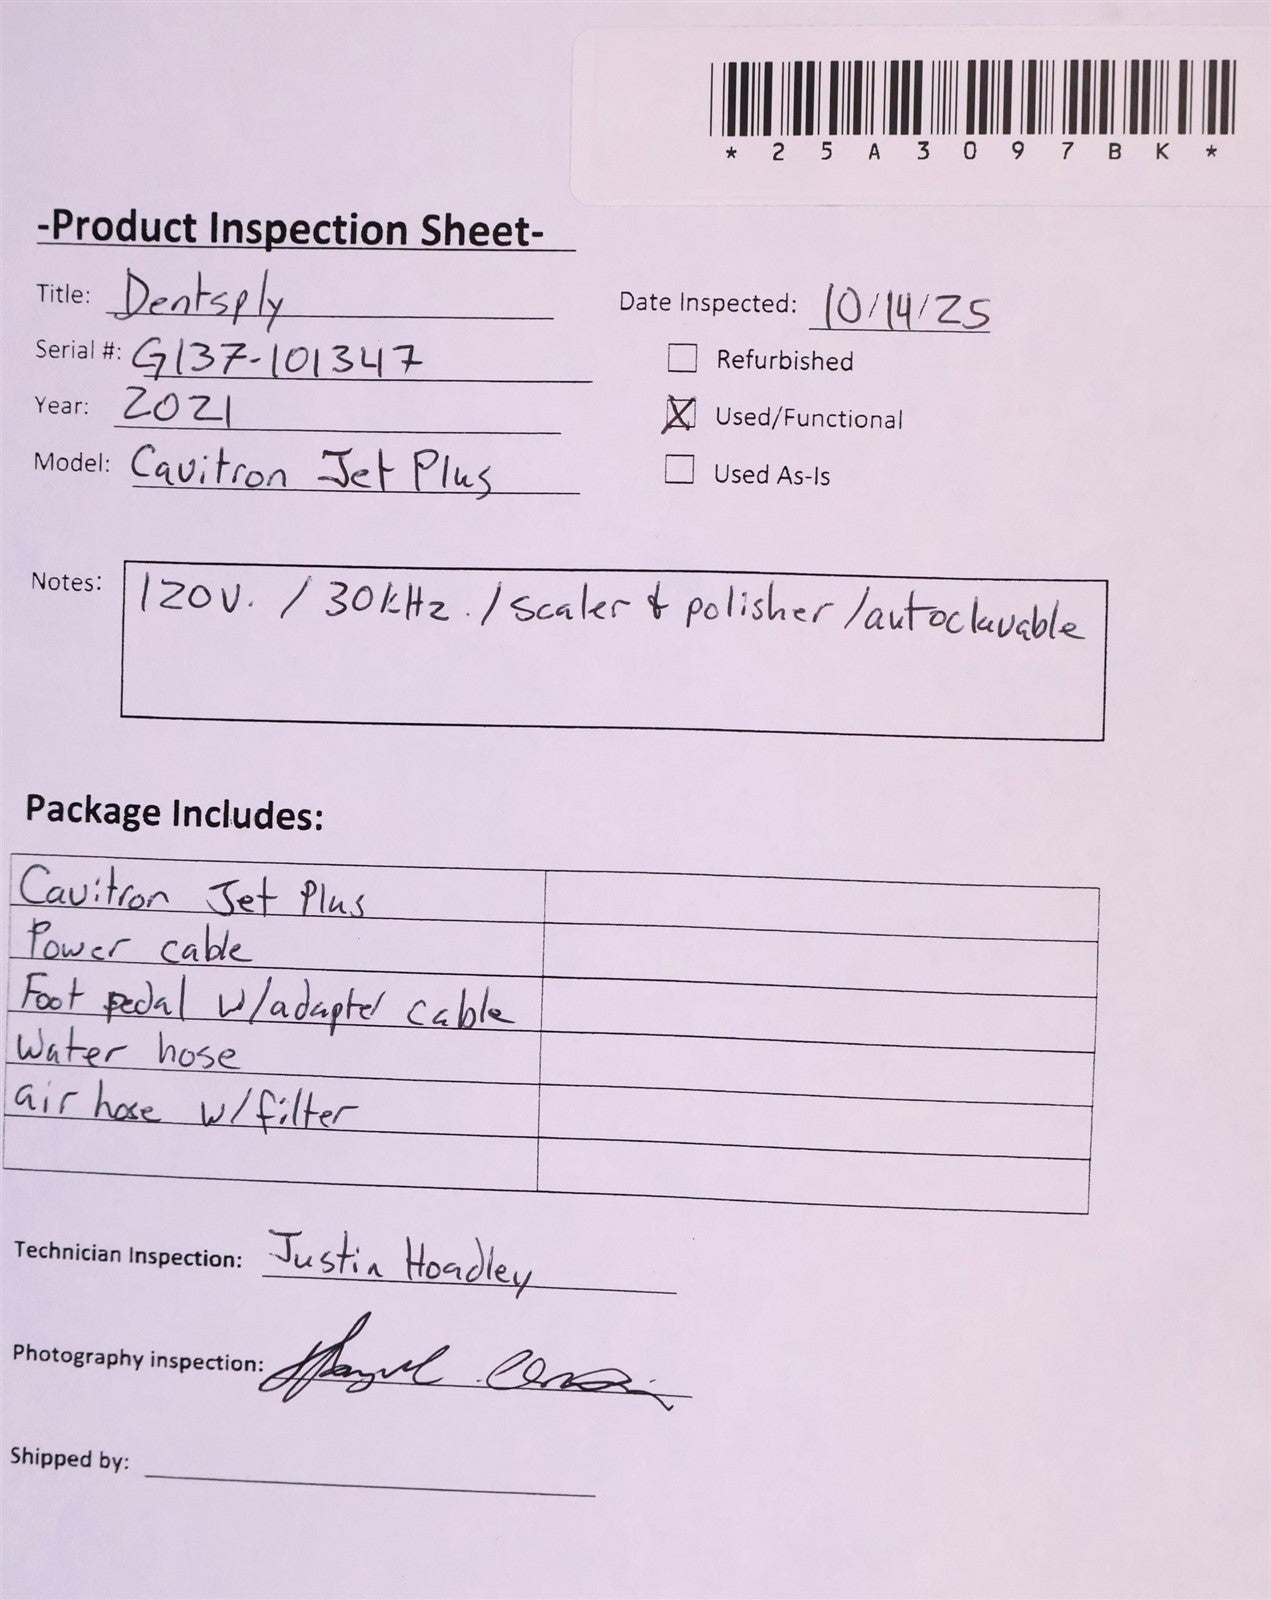 *25A3097BK*
-Product Inspection Sheet-
Title: Dentsply
Date Inspected: 10/14/25
Serial #: G137-101347
Refurbished
Year: 2021
Used/Functional
Model: Cavitron Jet Plus
Used As-Is
Notes: 120V. / 30kHz. / scaler & polisher / autoclavable
Package Includes:
Cavitron Jet Plus
Power cable
Foot pedal w/adapter cable
Water hose
air hose w/filter
Technician Inspection: Justin Hoadley
Photography inspection:
Shipped by: